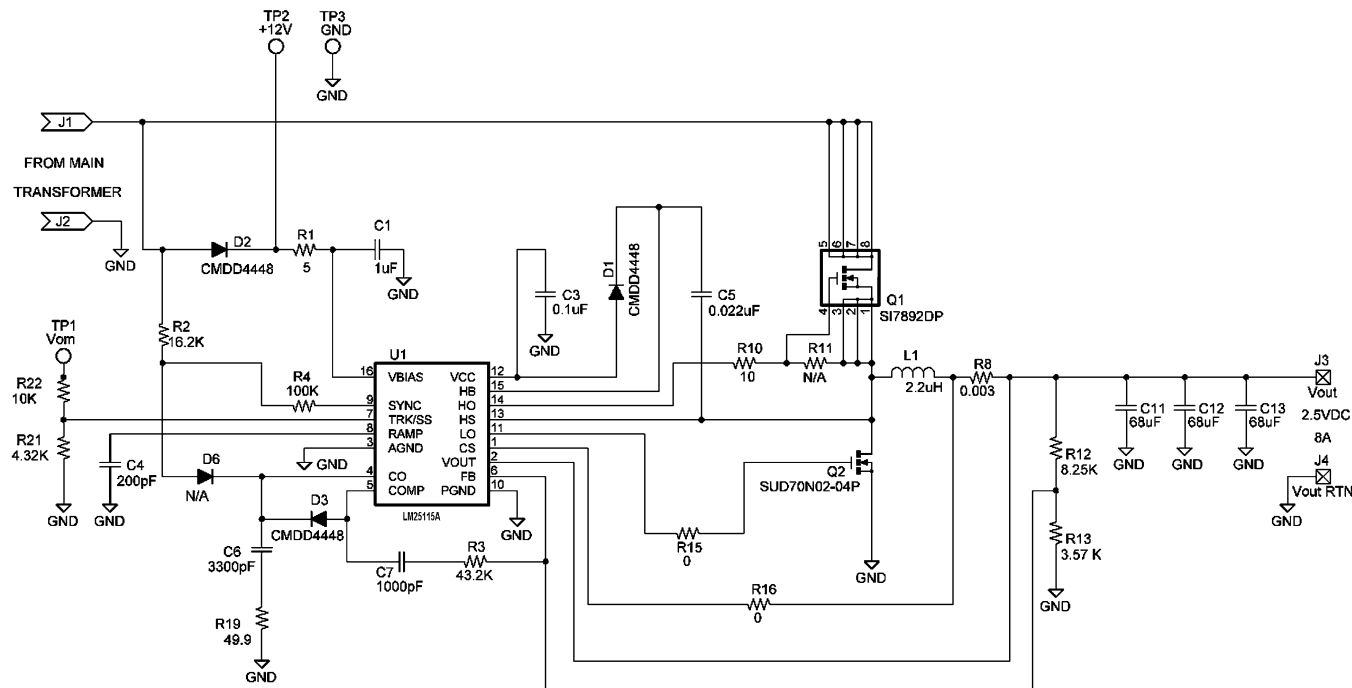 TP2
+12V
TP3
GND
GND
J1
FROM MAIN
TRANSFORMER
J2
GND
D2
CMDD4448
R1
5
C1
1uF
GND
R2
16.2K
TP1
Vom
R22
10K
R21
4.32K
GND
C4
200pF
GND
R4
100K
D6
N/A
GND
D3
CMDD4448
C6
3300pF
R19
49.9
GND
C7
1000pF
R3
43.2K
U1
16 VBIAS VCC 12
HB 15
9 SYNC HO 14
7 TRK/SS HS 13
8 RAMP LO 11
3 AGND CS 1
VOUT 2
4 CO FB 6
5 COMP PGND 10
LM25115A
GND
C3
0.1uF
GND
D1
CMDD4448
C5
0.022uF
5 6 7 8
4 3 2 1
Q1
SI7892DP
R10
10
R11
N/A
L1
2.2uH
R8
0.003
Q2
SUD70N02-04P
GND
R15
0
R16
0
R12
8.25K
R13
3.57 K
GND
C11
68uF
GND
C12
68uF
GND
C13
68uF
GND
J3
Vout
2.5VDC
8A
J4
Vout RTN
GND